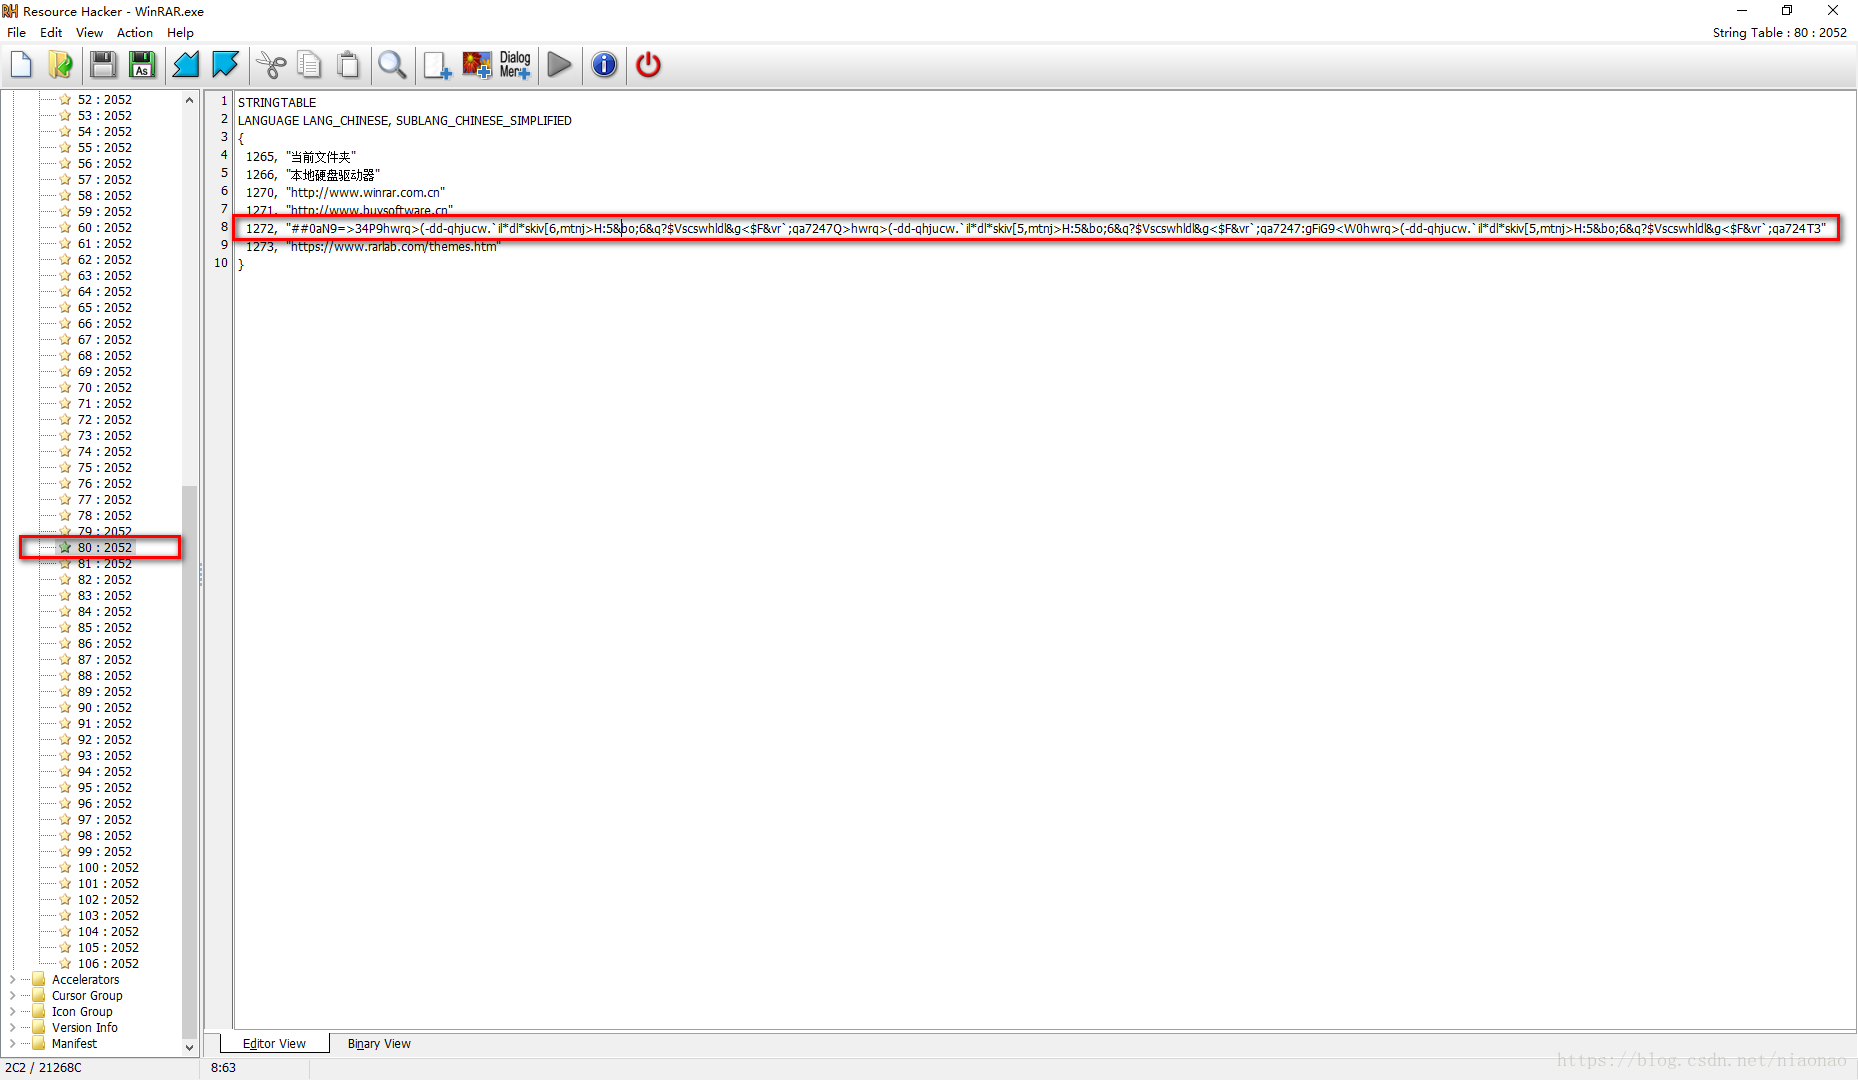 Resource Hacker - WinRAR.exe
File Edit View Action Help
String Table : 80 : 2052
As
Dialog
Men
52 : 2052
53 : 2052
54 : 2052
55 : 2052
56 : 2052
57 : 2052
58 : 2052
59 : 2052
60 : 2052
61 : 2052
62 : 2052
63 : 2052
64 : 2052
65 : 2052
66 : 2052
67 : 2052
68 : 2052
69 : 2052
70 : 2052
71 : 2052
72 : 2052
73 : 2052
74 : 2052
75 : 2052
76 : 2052
77 : 2052
78 : 2052
79 : 2052
80 : 2052
81 : 2052
82 : 2052
83 : 2052
84 : 2052
85 : 2052
86 : 2052
87 : 2052
88 : 2052
89 : 2052
90 : 2052
91 : 2052
92 : 2052
93 : 2052
94 : 2052
95 : 2052
96 : 2052
97 : 2052
98 : 2052
99 : 2052
100 : 2052
101 : 2052
102 : 2052
103 : 2052
104 : 2052
105 : 2052
106 : 2052
Accelerators
Cursor Group
Icon Group
Version Info
Manifest
1 STRINGTABLE
2 LANGUAGE LANG_CHINESE, SUBLANG_CHINESE_SIMPLIFIED
3 {
4 1265, "当前文件夹"
5 1266, "本地硬盘驱动器"
6 1270, "http://www.winrar.com.cn"
7 1271, "http://www.buysoftware.cn"
8 1272, "##0aN9=>34P9hwrq>(-dd-qhjucw.`il*dl*skiv[6,mtnj>H:5&bo;6&q?$Vscswhldl&g<$F&vr`;qa7247Q>hwrq>(-dd-qhjucw.`il*dl*skiv[5,mtnj>H:5&bo;6&q?$Vscswhldl&g<$F&vr`;qa7247:gFiG9<W0hwrq>(-dd-qhjucw.`il*dl*skiv[5,mtnj>H:5&bo;6&q?$Vscswhldl&g<$F&vr`;qa724T3"
9 1273, "https://www.rarlab.com/themes.htm"
10 }
Editor View Binary View
2C2 / 21268C 8:63
https://blog.csdn.net/niaonao